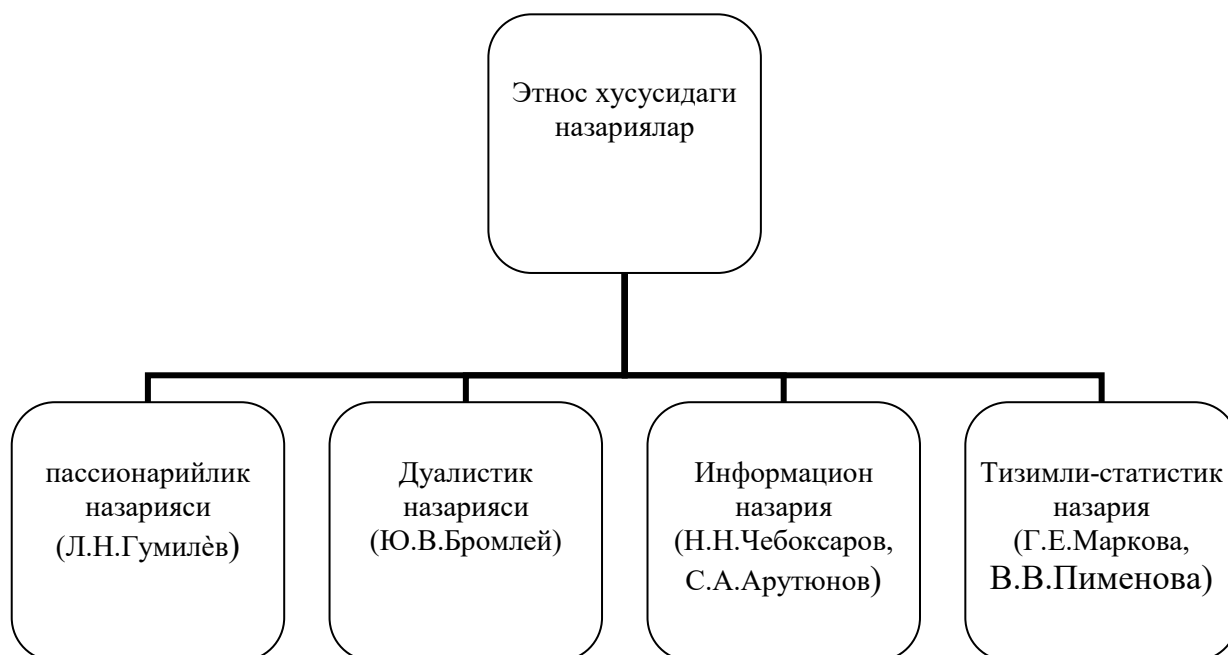 Этнос хусусидаги
назариялар
пассионарийлик
назарияси
(Л.Н.Гумилѐв)
Дуалистик
назарияси
(Ю.В.Бромлей)
Информацион
назария
(Н.Н.Чебоксаров,
С.А.Арутюнов)
Тизимли-статистик
назария
(Г.Е.Маркова,
В.В.Пименова)